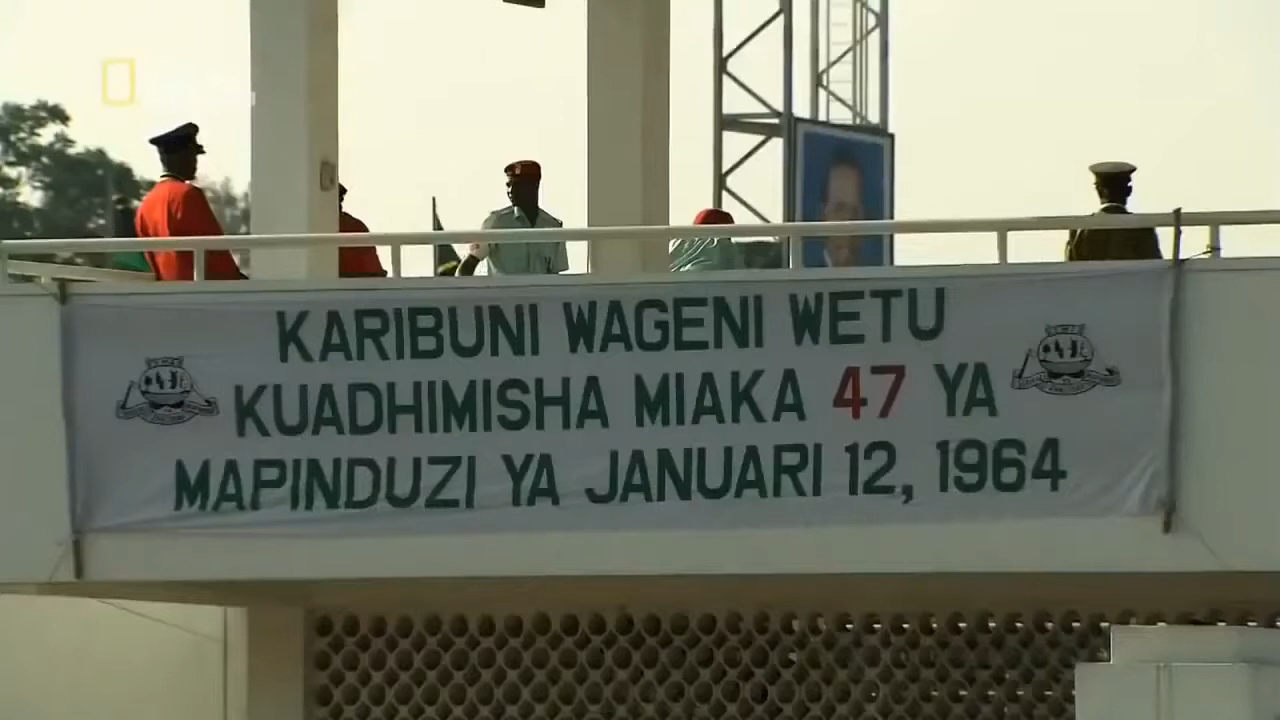 KARIBUNI WAGENI WETU
KUADHIMISHA MIAKA 47 YA
MAPINDUZI YA JANUARI 12, 1964